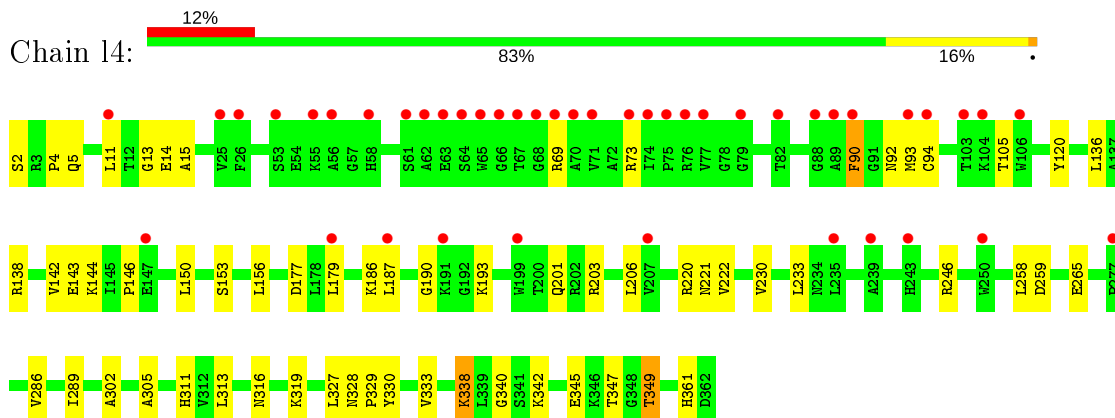 12%
Chain l4:
83% 16% •
S2 R3 P4 Q5 L11 T12 G13 E14 A15 V25 F26 S53 E54 K55 A56 G57 H58 S61 A62 E63 S64 W65 G66 T67 G68 R69 A70 V71 A72 R73 I74 P75 R76 V77 G78 G79 T82 G88 A89 F90 G91 N92 M93 C94 T103 K104 T105 W106 Y120 L136 A137
R138 V142 E143 K144 I145 P146 E147 L150 S153 L156 D177 L178 L179 K186 L187 G190 K191 G192 K193 W199 T200 Q201 R202 R203 L206 V207 R220 N221 V222 V230 L233 N234 L235 A239 H243 R246 W250 L258 D259 E265 P277
V286 I289 A302 A305 H311 V312 L313 N316 K319 L327 N328 P329 Y330 V333 K338 L339 G340 S341 K342 E345 K346 T347 G348 T349 H361 D362